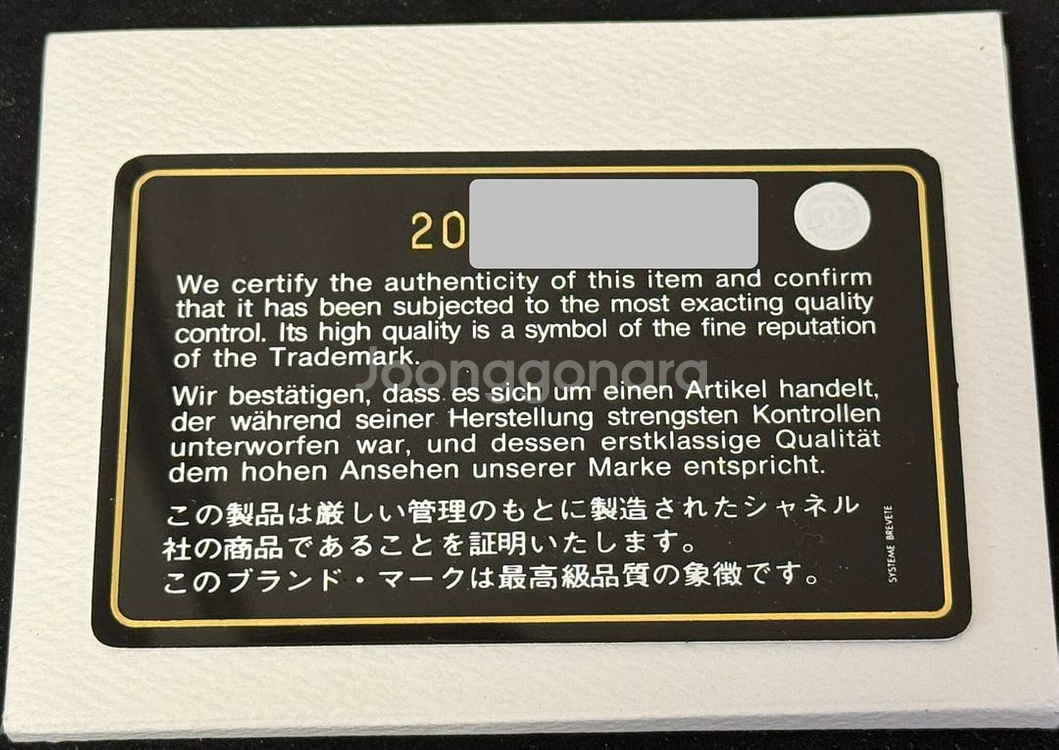 20
We certify the authenticity of this item and confirm
that it has been subjected to the most exacting quality
control. Its high quality is a symbol of the fine reputation
of the Trademark.
Joonggonara
Wir bestätigen, dass es sich um einen Artikel handelt,
der während seiner Herstellung strengsten Kontrollen
unterworfen war, und dessen erstklassige Qualität
dem hohen Ansehen unserer Marke entspricht.
この製品は厳しい管理のもとに製造されたシャネル
社の商品であることを証明いたします。
このブランド・マークは最高級品質の象徴です。
SYSTEME BREVETE